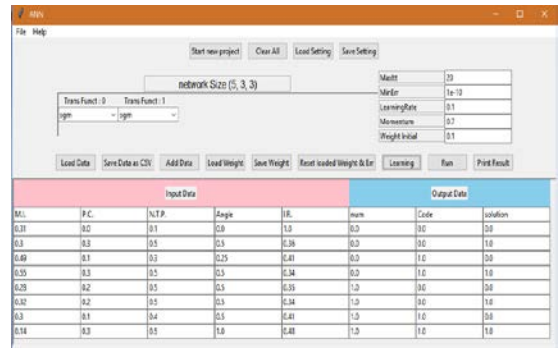 ANN
File Help
Start new project Clear All Load Setting Save Setting
network Size (5, 3, 3)
MaxItt 20
MinErr 1e-10
LearningRate 0.1
Momentum 0.7
Weight Initial 0.1
Trans Funct : 0 Trans Funct : 1
sgm sgm
Load Data Save Data as CSV Add Data Load Weight Save Weight Reset loaded Weight & Err Learning Run Print Result
Input Data Output Data
M.I. P.C. N.T.P. Angle I.R. num Code solution
0.31 0.0 0.1 0.0 1.0 0.0 0.0 0.0
0.3 0.3 0.5 0.5 0.36 0.0 0.0 1.0
0.49 0.1 0.3 0.25 0.41 0.0 1.0 0.0
0.55 0.3 0.5 0.5 0.34 0.0 1.0 1.0
0.2 0.5 0.5 0.35 1.0 0.0 0.0
0.32 0.2 0.5 0.5 0.34 1.0 0.0 1.0
0.3 0.1 0.4 0.5 0.41 1.0 1.0 0.0
0.14 0.3 0.5 1.0 0.48 1.0 1.0 1.0